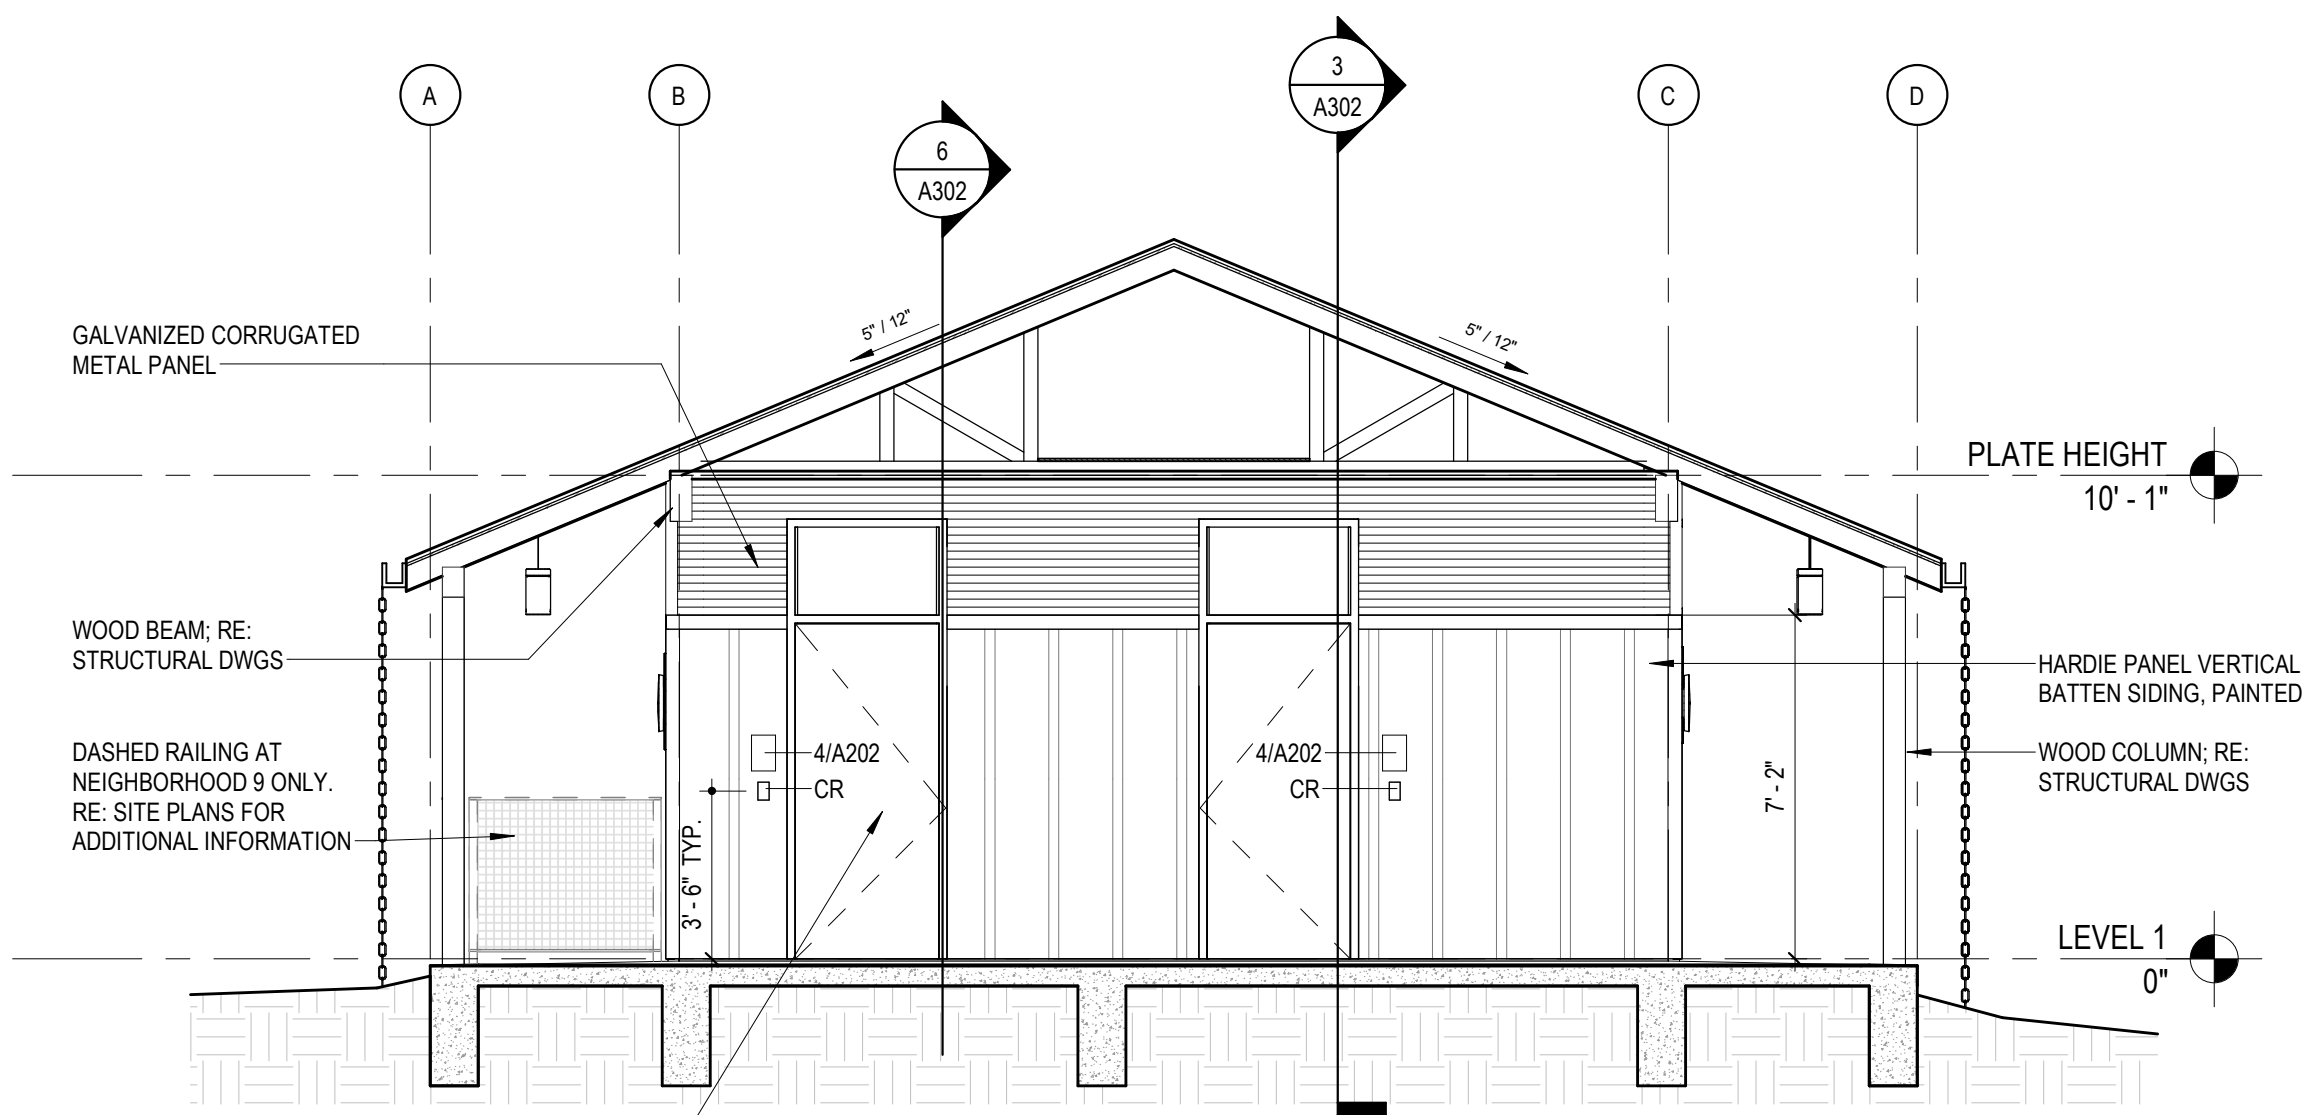 A
B
C
D
3
A302
6
A302
5" / 12"
5" / 12"
GALVANIZED CORRUGATED
METAL PANEL
PLATE HEIGHT
10' - 1"
WOOD BEAM; RE:
STRUCTURAL DWGS
HARDIE PANEL VERTICAL
BATTEN SIDING, PAINTED
DASHED RAILING AT
NEIGHBORHOOD 9 ONLY.
RE: SITE PLANS FOR
ADDITIONAL INFORMATION
4/A202
CR
4/A202
CR
WOOD COLUMN; RE:
STRUCTURAL DWGS
3' - 6" TYP.
7' - 2"
LEVEL 1
0"